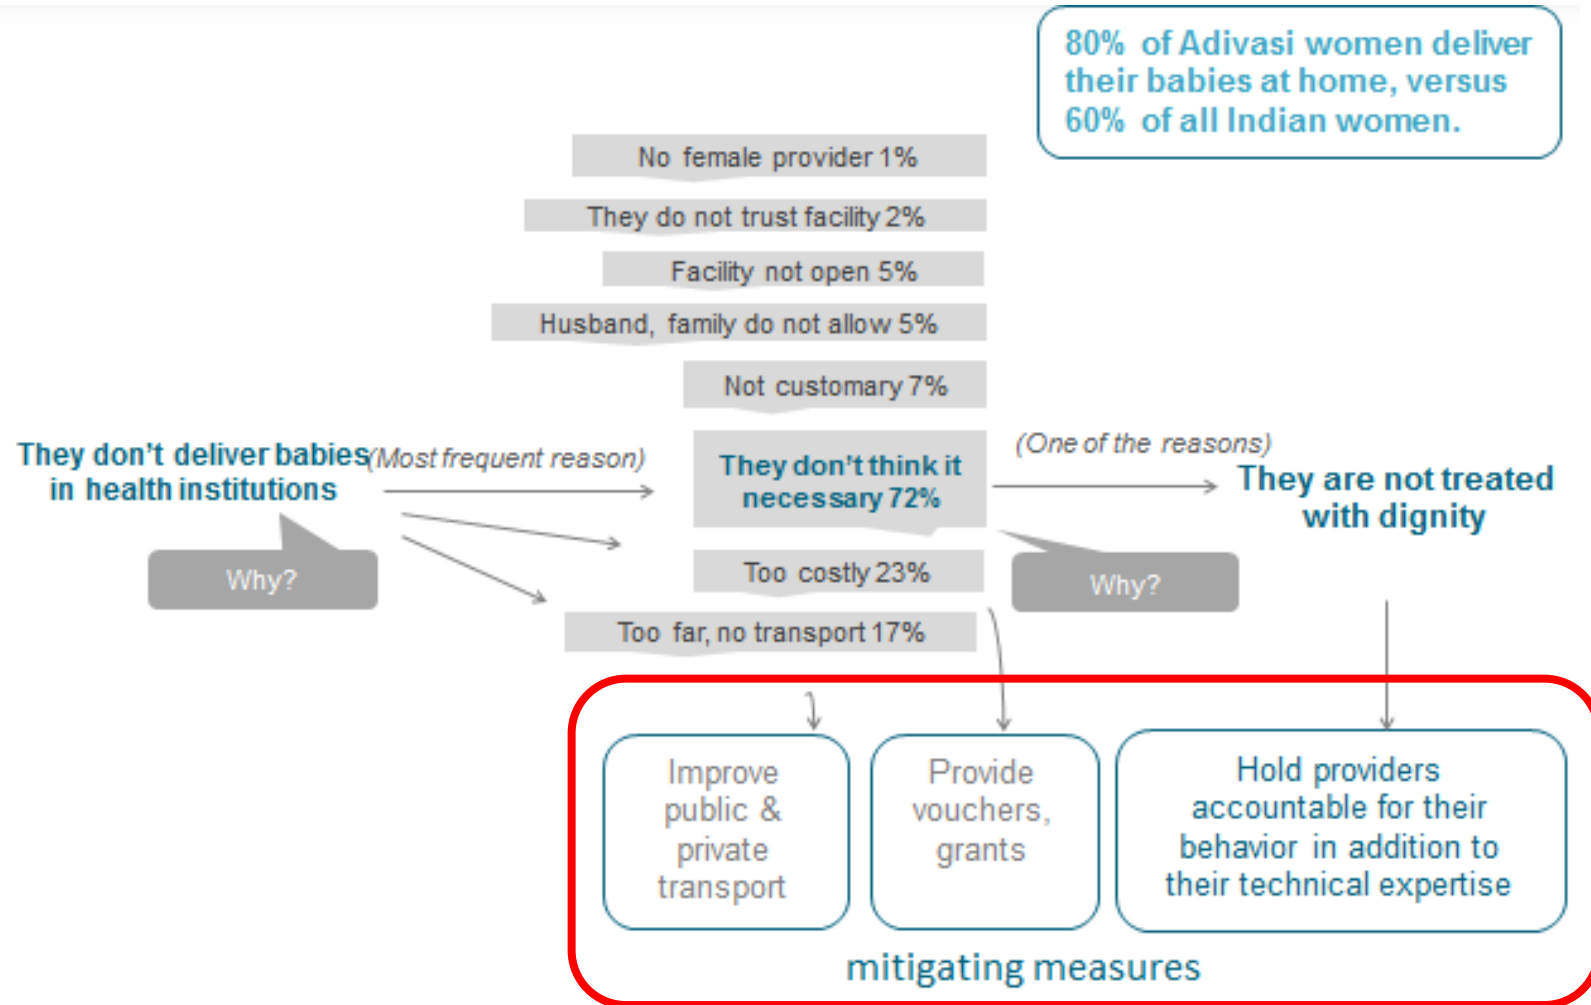 80% of Adivasi women deliver
their babies at home, versus
60% of all Indian women.
No female provider 1%
They do not trust facility 2%
Facility not open 5%
Husband, family do not allow 5%
Not customary 7%
They don't deliver babies
in health institutions
(Most frequent reason)
They don't think it
necessary 72%
(One of the reasons)
They are not treated
with dignity
Why?
Too costly 23%
Why?
Too far, no transport 17%
Improve
public &
private
transport
Provide
vouchers,
grants
Hold providers
accountable for their
behavior in addition to
their technical expertise
mitigating measures